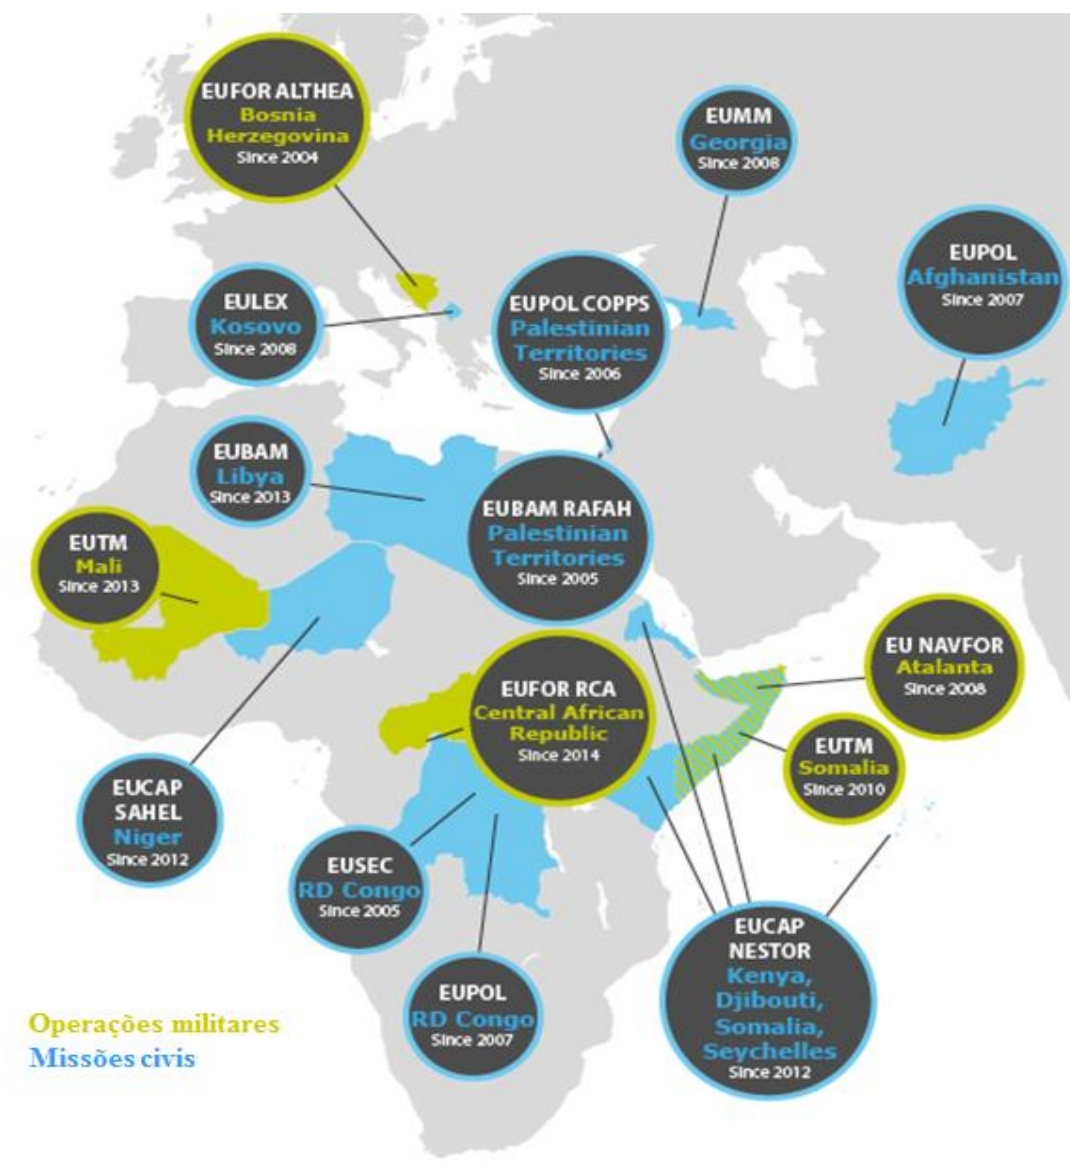 EUFOR ALTHEA
Bosnia
Herzegovina
Since 2004
EUMM
Georgia
Since 2008
EUPOL
Afghanistan
Since 2007
EULEX
Kosovo
Since 2008
EUPOL COPPS
Palestinian
Territories
Since 2006
EUBAM
Libya
Since 2013
EUBAM RAFAH
Palestinian
Territories
Since 2005
EUTM
Mali
Since 2013
EU NAVFOR
Atalanta
Since 2008
EUFOR RCA
Central African
Republic
Since 2014
EUTM
Somalia
Since 2010
EUCAP
SAHEL
Niger
Since 2012
EUSEC
RD Congo
Since 2005
EUPOL
RD Congo
Since 2007
EUCAP
NESTOR
Kenya,
Djibouti,
Somalia,
Seychelles
Since 2012
Operações militares
Missões civis